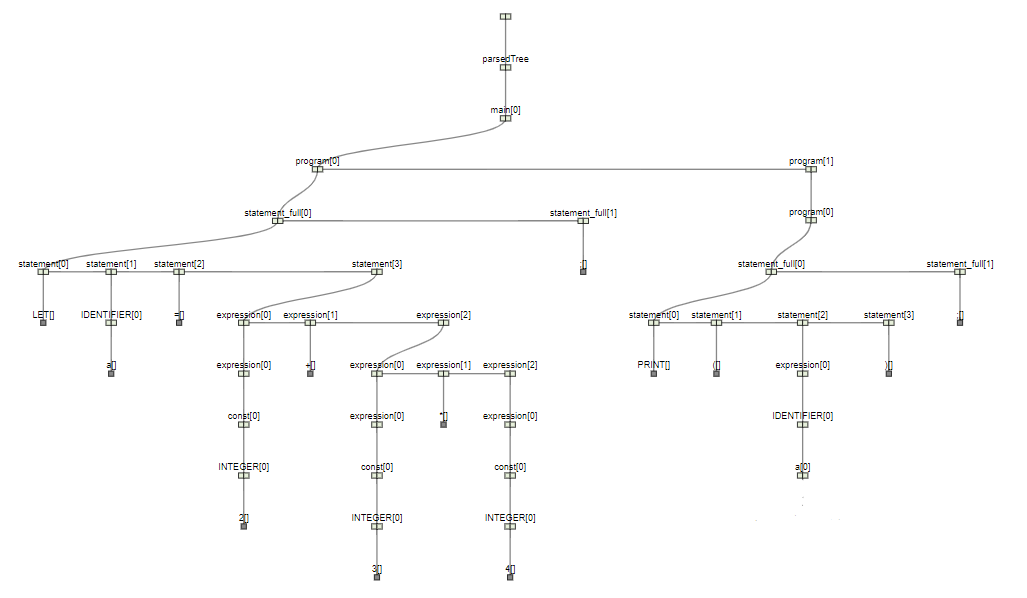 parsedTree
main[0]
program[0] program[1]
statement_full[0] statement_full[1] program[0]
statement[0] statement[1] statement[2] statement[3] ;[] statement_full[0] statement_full[1]
LET[] IDENTIFIER[0] =[] expression[0] expression[1] expression[2] statement[0] statement[1] statement[2] statement[3] ;[]
a[] expression[0] +[] expression[0] expression[1] expression[2] PRINT[] ([] expression[0] )[]
const[0] expression[0] *[] expression[0] IDENTIFIER[0]
INTEGER[0] const[0] const[0] a[0]
2[] INTEGER[0] INTEGER[0]
3[] 4[]